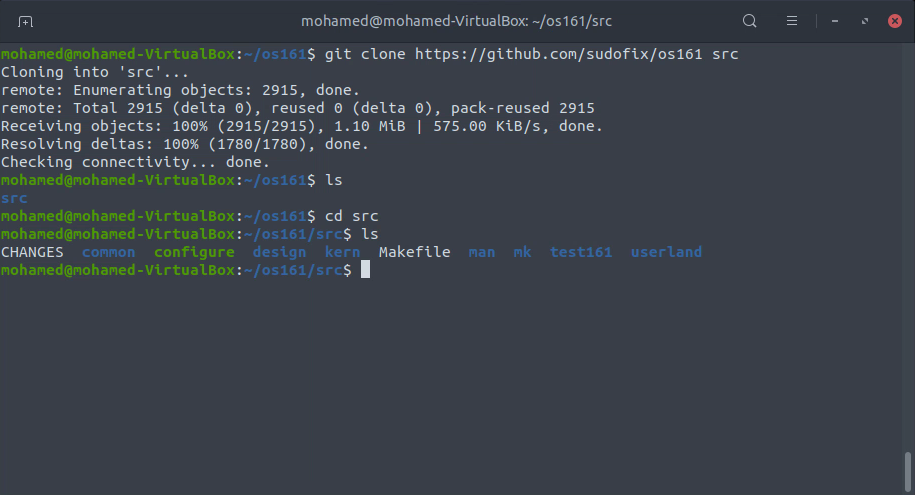 mohamed@mohamed-VirtualBox: ~/os161/src
mohamed@mohamed-VirtualBox:~/os161$ git clone https://github.com/sudofix/os161 src
Cloning into 'src'...
remote: Enumerating objects: 2915, done.
remote: Total 2915 (delta 0), reused 0 (delta 0), pack-reused 2915
Receiving objects: 100% (2915/2915), 1.10 MiB | 575.00 KiB/s, done.
Resolving deltas: 100% (1780/1780), done.
Checking connectivity... done.
mohamed@mohamed-VirtualBox:~/os161$ ls
src
mohamed@mohamed-VirtualBox:~/os161$ cd src
mohamed@mohamed-VirtualBox:~/os161/src$ ls
CHANGES  common  configure  design  kern  Makefile  man  mk  test161  userland
mohamed@mohamed-VirtualBox:~/os161/src$